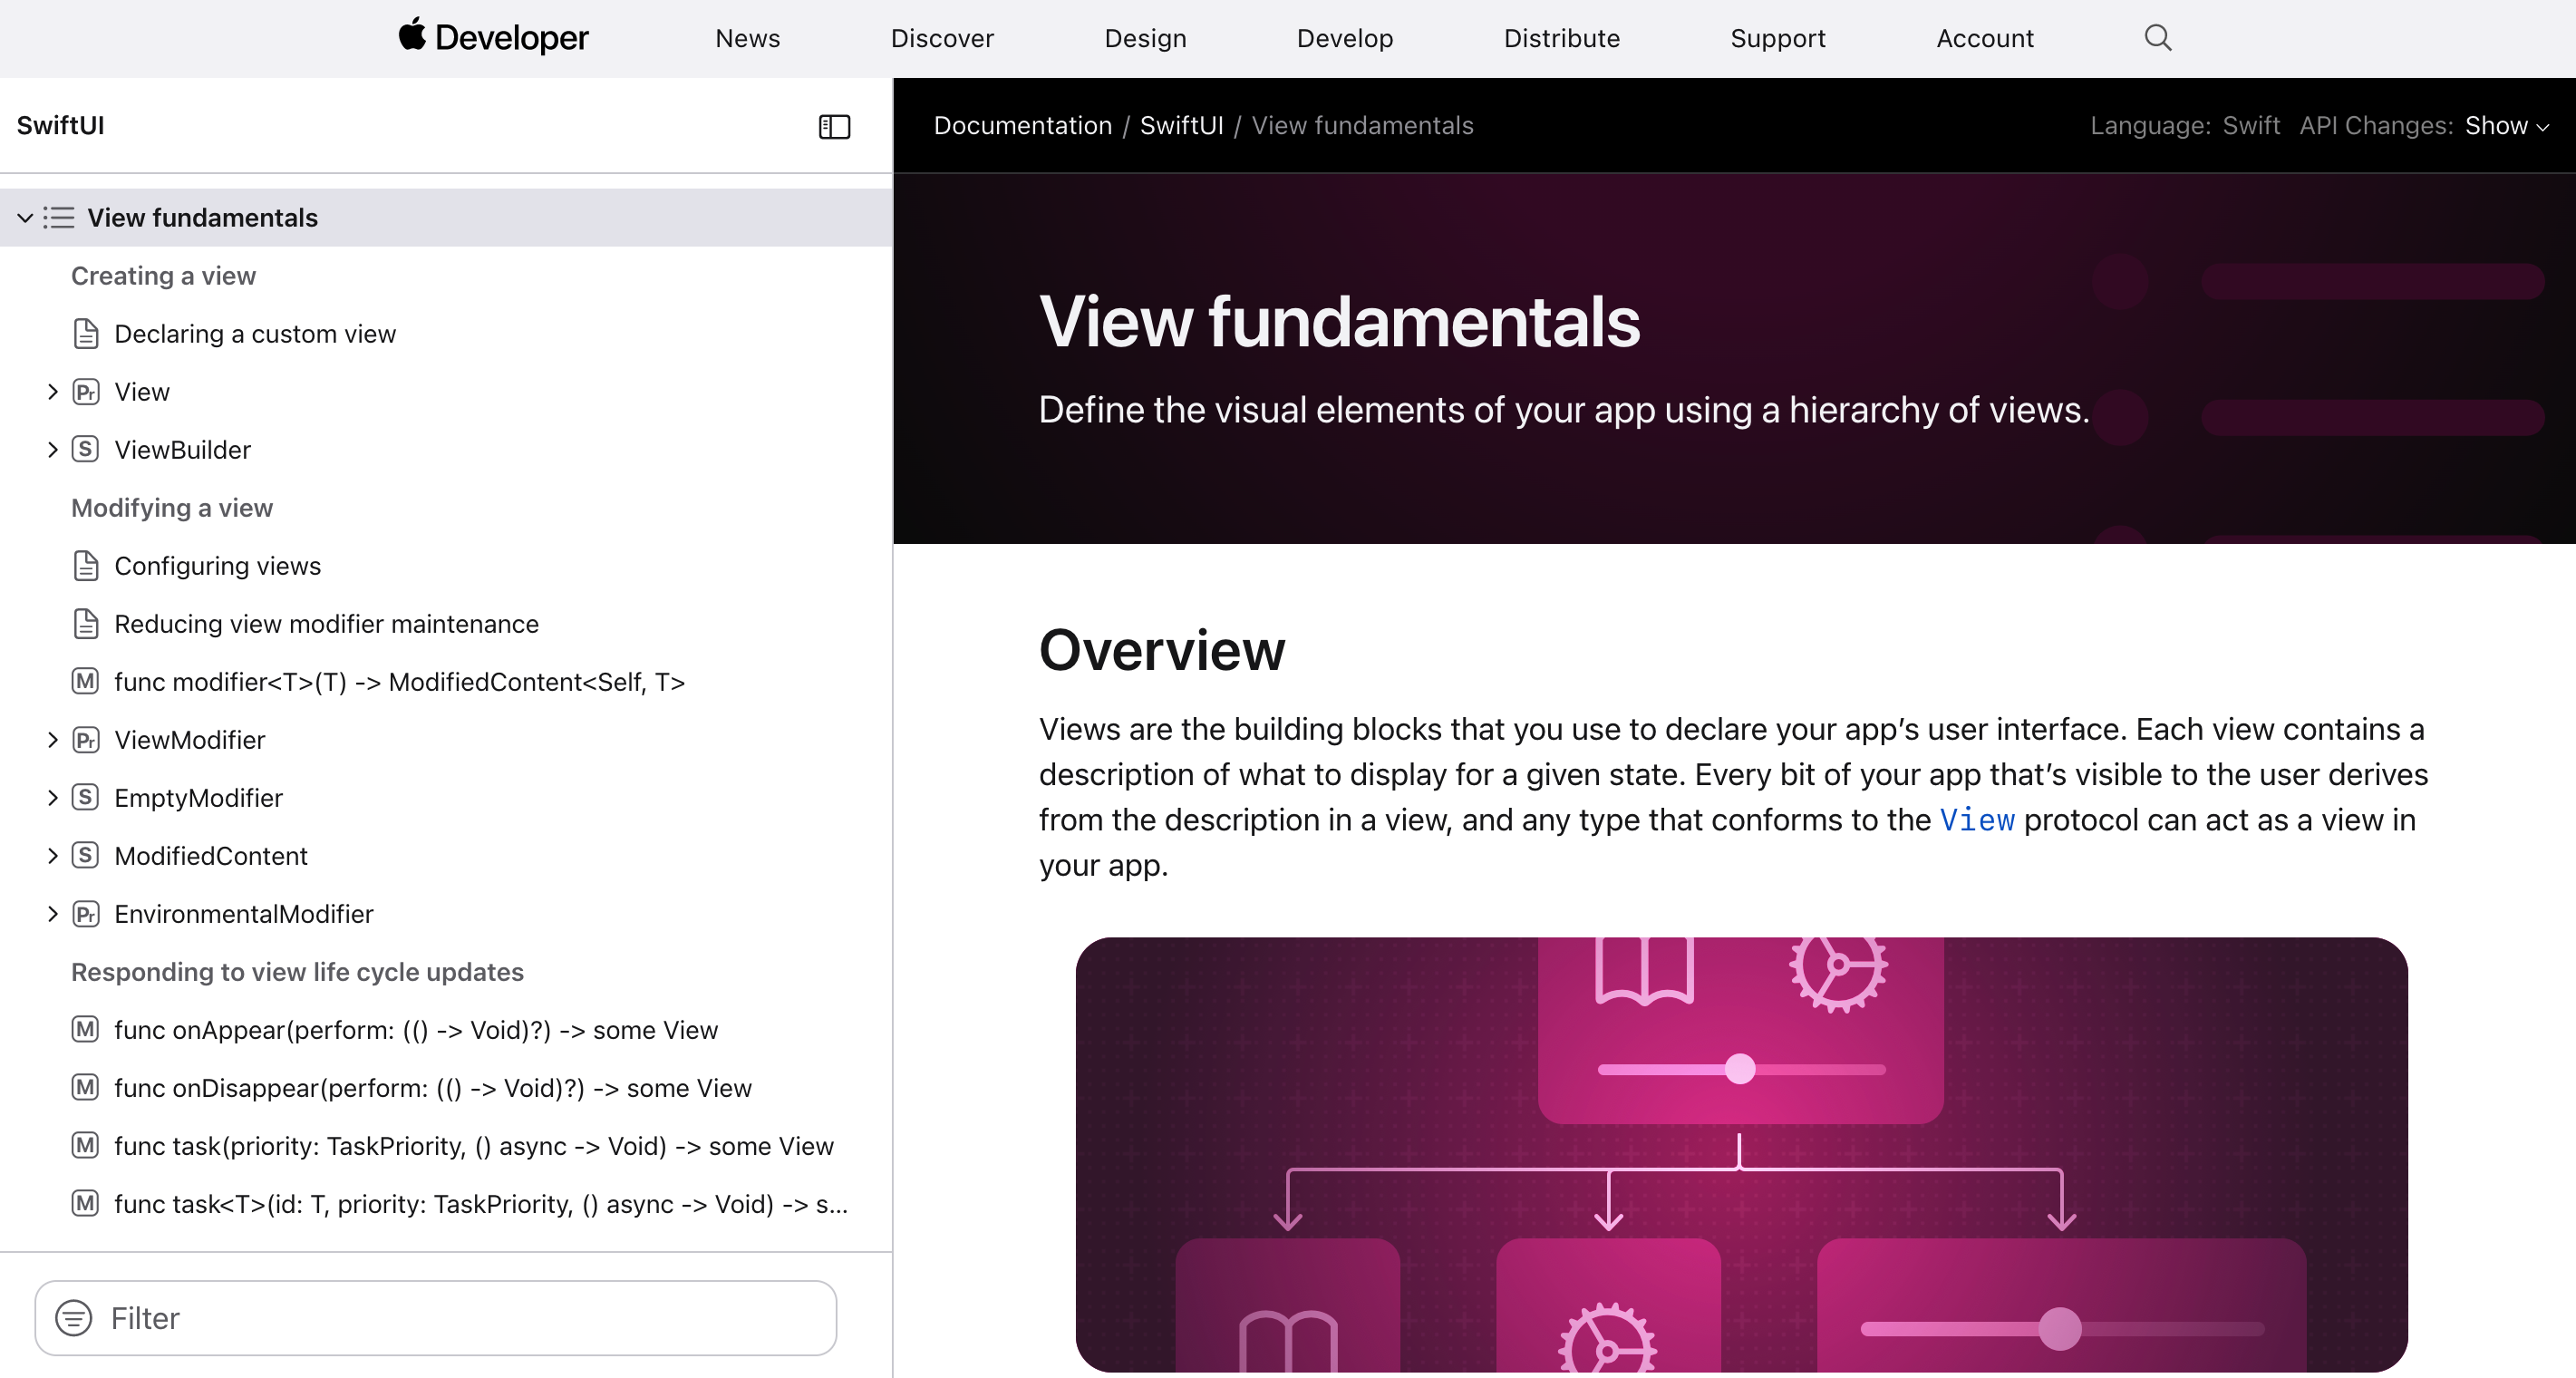 Developer
News
Discover
Design
Develop
Distribute
Support
Account
SwiftUI
View fundamentals
Creating a view
Declaring a custom view
Pr View
S ViewBuilder
Modifying a view
Configuring views
Reducing view modifier maintenance
M func modifier<T>(T) -> ModifiedContent<Self, T>
Pr ViewModifier
S EmptyModifier
S ModifiedContent
Pr EnvironmentalModifier
Responding to view life cycle updates
M func onAppear(perform: (() -> Void)?) -> some View
M func onDisappear(perform: (() -> Void)?) -> some View
M func task(priority: TaskPriority, () async -> Void) -> some View
M func task<T>(id: T, priority: TaskPriority, () async -> Void) -> s...
Filter
Documentation / SwiftUI / View fundamentals
Language: Swift API Changes: Show
View fundamentals
Define the visual elements of your app using a hierarchy of views.
Overview
Views are the building blocks that you use to declare your app’s user interface. Each view contains a
description of what to display for a given state. Every bit of your app that’s visible to the user derives
from the description in a view, and any type that conforms to the View protocol can act as a view in
your app.